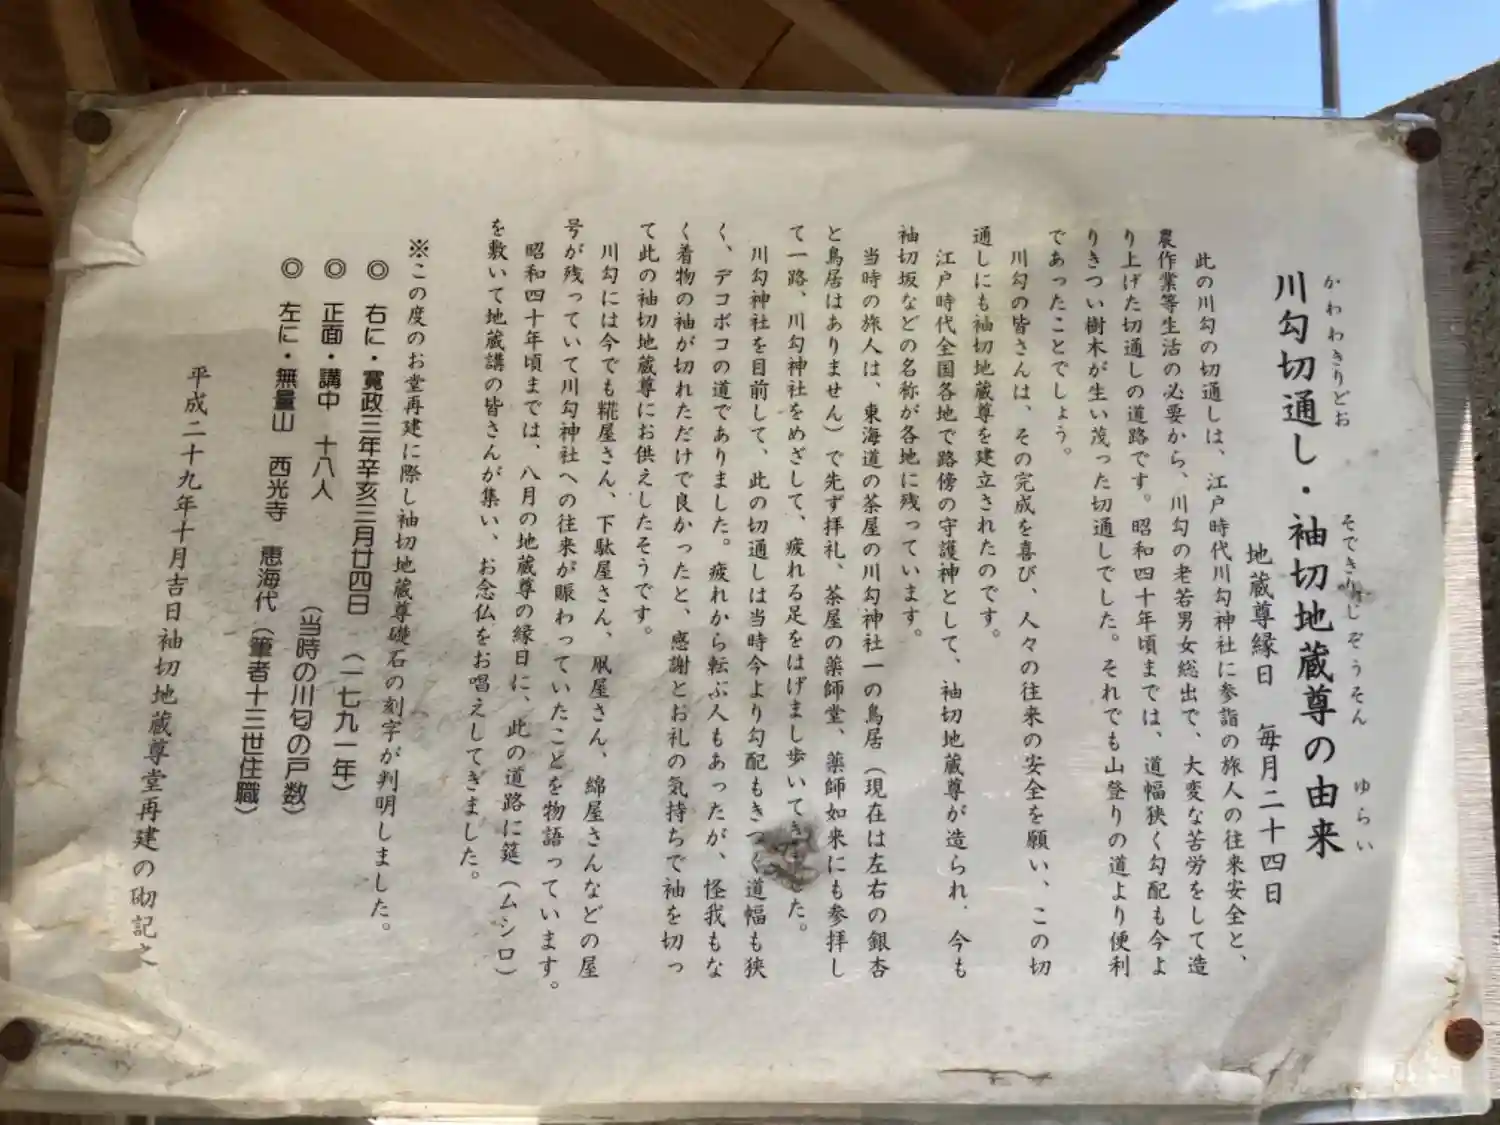 かわわきりどお
川勾切通し・袖切地蔵尊の由来
そできりじぞうそん
ゆらい
地蔵尊縁日 毎月二十四日
此の川勾の切通しは、江戸時代川勾神社に参詣の旅人の往来安全と、
農作業等生活の必要から、川勾の老若男女総出で、大変な苦労をして造
り上げた切通しの道路です。昭和四十年頃までは、道幅狭く勾配も今よ
りきつい樹木が生い茂った切通しでした。それでも山登りの道より便利
であったことでしょう。
川勾の皆さんは、その完成を喜び、人々の往来の安全を願い、この切
通しにも袖切地蔵尊を建立されたのです。
江戸時代全国各地で路傍の守護神として、袖切地蔵尊が造られ、今も
袖切坂などの名称が各地に残っています。
当時の旅人は、東海道の茶屋の川勾神社一の鳥居（現在は左右の銀杏
と鳥居はありません）で先ず拝礼、茶屋の薬師堂、薬師如来にも参拝し
て一路、川勾神社をめざして、疲れる足をはげまし歩いてきました。
川勾神社を目前して、此の切通しは当時今より勾配もきつく道幅も狭
く、デコボコの道でありました。疲れから転ぶ人もあったが、怪我もな
く着物の袖が切れただけで良かったと、感謝とお礼の気持ちで袖を切っ
て此の袖切地蔵尊にお供えしたそうです。
川勾には今でも糀屋さん、下駄屋さん、凧屋さん、綿屋さんなどの屋
号が残っていて川勾神社への往来が賑わっていたことを物語っています。
昭和四十年頃までは、八月の地蔵尊の縁日に、此の道路に筵（ムシロ）
を敷いて地蔵講の皆さんが集い、お念仏をお唱えしてきました。
※この度のお堂再建に際し袖切地蔵尊礎石の刻字が判明しました。
◎ 右に・寛政三年辛亥三月廿四日 （一七九一年）
◎ 正面・講中 十八人 （当時の川匂の戸数）
◎ 左に・無量山 西光寺 恵海代（筆者十三世住職）
平成二十九年十月吉日袖切地蔵尊堂再建の砌記之